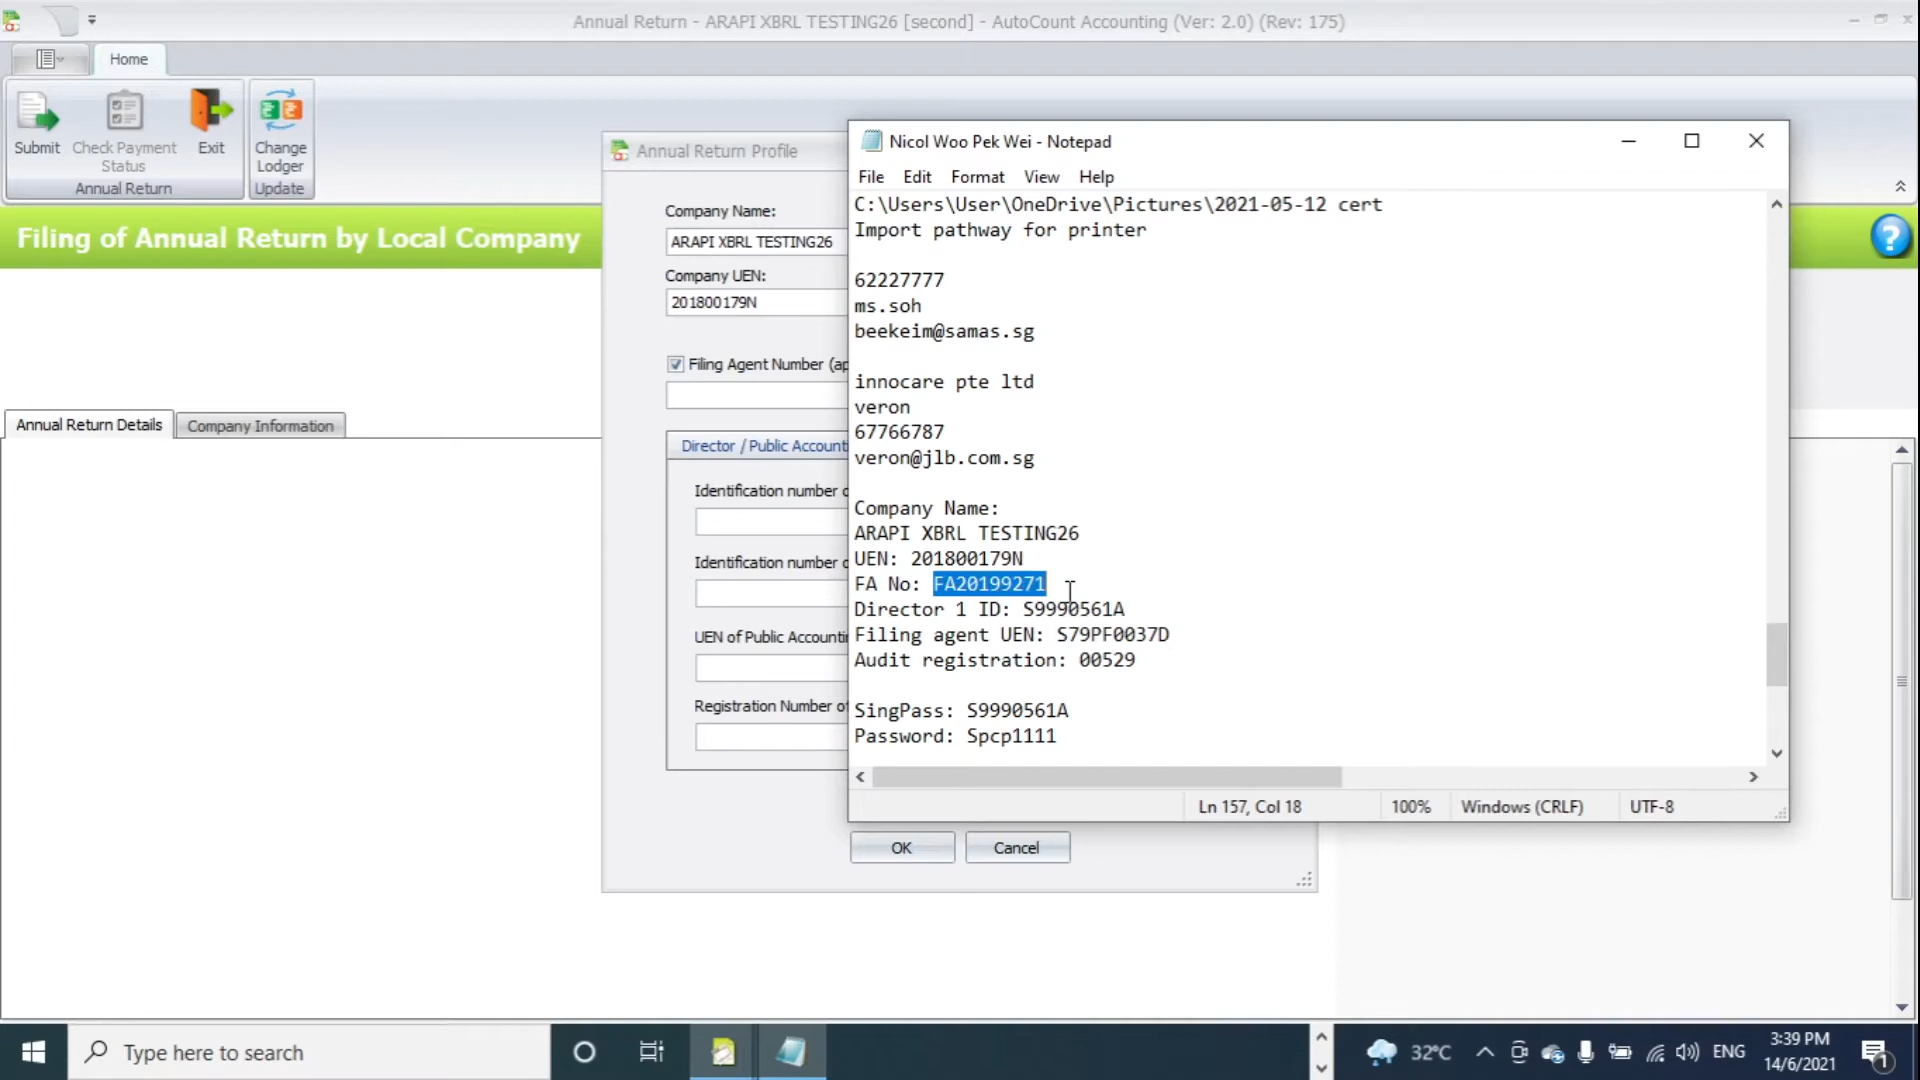 Annual Return - ARAPI XBRL TESTING26 [second] - AutoCount Accounting (Ver: 2.0) (Rev: 175)
Home
Submit
Check Payment Status
Exit
Annual Return
Change Lodger
Update
Filing of Annual Return by Local Company
Annual Return Details
Company Information
Annual Return Profile
Company Name:
ARAPI XBRL TESTING26
Company UEN:
201800179N
Filing Agent Number (ap
Director / Public Account
Identification number o
Identification number o
UEN of Public Accounti
Registration Number of
OK
Cancel
Nicol Woo Pek Wei - Notepad
File Edit Format View Help
C:\Users\User\OneDrive\Pictures\2021-05-12 cert
Import pathway for printer
62227777
ms.soh
beekeim@samas.sg
innocare pte ltd
veron
67766787
veron@jlb.com.sg
Company Name:
ARAPI XBRL TESTING26
UEN: 201800179N
FA No: FA20199271
Director 1 ID: S9990561A
Filing agent UEN: S79PF0037D
Audit registration: 00529
SingPass: S9990561A
Password: Spcp1111
Ln 157, Col 18
100%
Windows (CRLF)
UTF-8
Type here to search
32°C
ENG
3:39 PM
14/6/2021
1